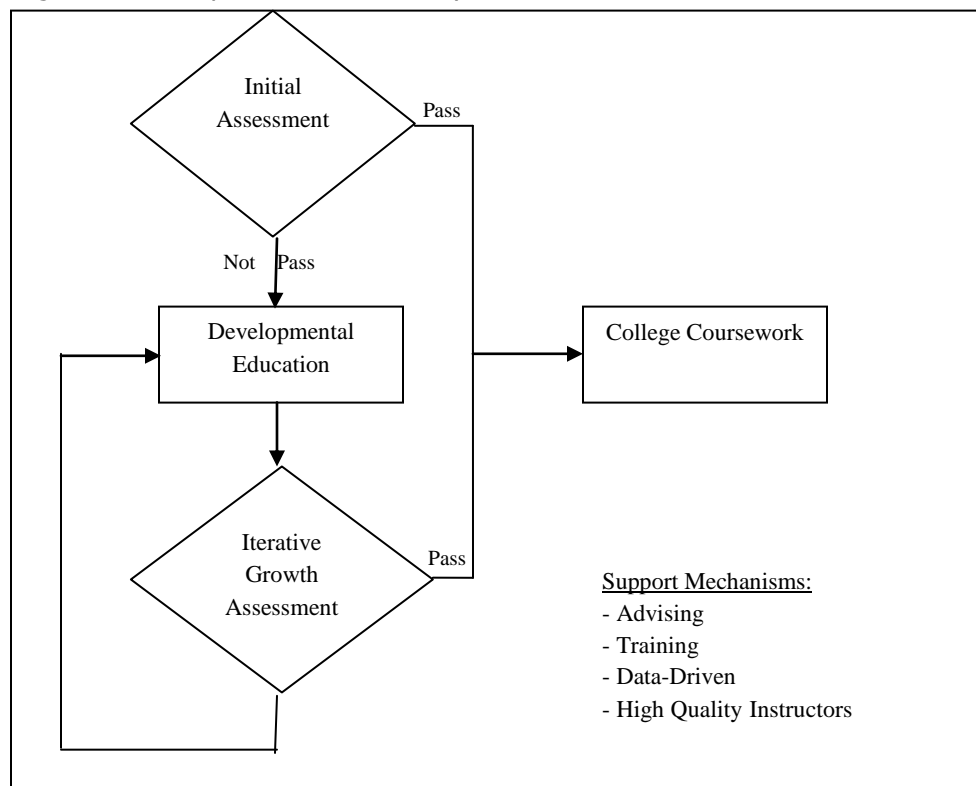 Initial
Assessment
Pass
Not Pass
Developmental
Education
College Coursework
Iterative
Growth
Assessment
Pass
Support Mechanisms:
- Advising
- Training
- Data-Driven
- High Quality Instructors